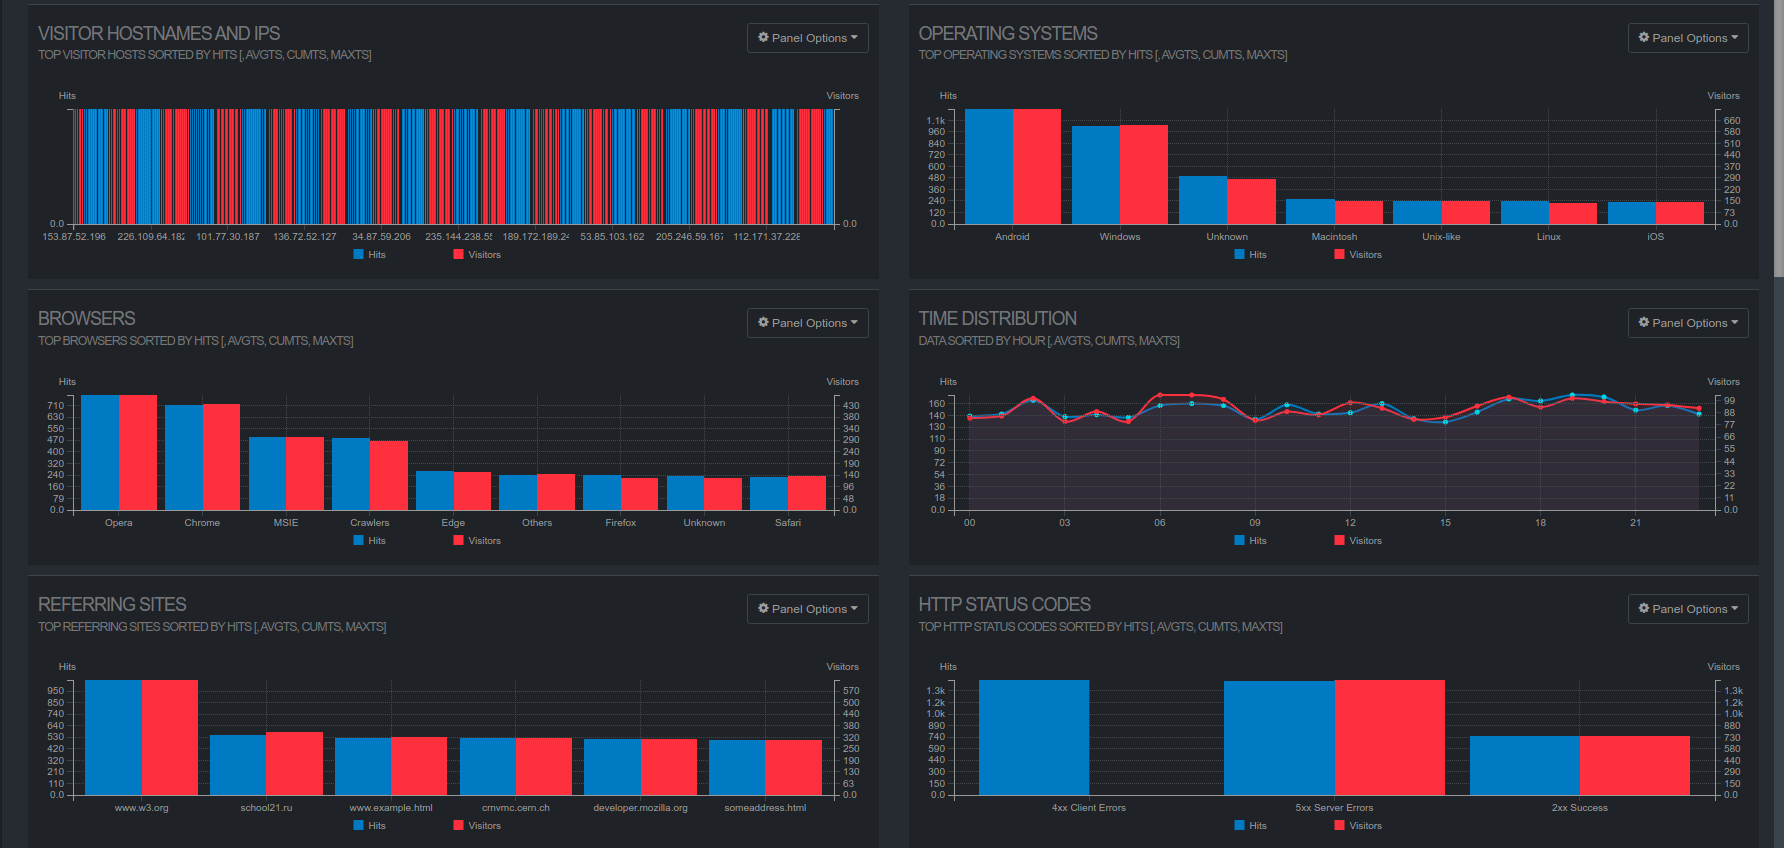 VISITOR HOSTNAMES AND IPS
Panel Options
TOP VISITOR HOSTS SORTED BY HITS [, AVGTS, CUMTS, MAXTS]
Hits
Visitors
0.0
0.0
153.87.52.196
226.109.64.182
101.77.30.187
136.72.52.127
34.87.59.206
235.144.238.55
189.172.189.24
53.85.103.162
205.246.59.167
112.171.37.228
Hits
Visitors
OPERATING SYSTEMS
Panel Options
TOP OPERATING SYSTEMS SORTED BY HITS [, AVGTS, CUMTS, MAXTS]
Hits
Visitors
1.1k
960
840
720
600
480
360
240
120
0.0
660
580
510
440
370
290
220
150
73
0.0
Android
Windows
Unknown
Macintosh
Unix-like
Linux
iOS
Hits
Visitors
BROWSERS
Panel Options
TOP BROWSERS SORTED BY HITS [, AVGTS, CUMTS, MAXTS]
Hits
Visitors
710
630
550
470
400
320
240
160
79
0.0
430
380
340
290
240
190
140
96
48
0.0
Opera
Chrome
MSIE
Crawlers
Edge
Others
Firefox
Unknown
Safari
Hits
Visitors
TIME DISTRIBUTION
Panel Options
DATA SORTED BY HOUR [, AVGTS, CUMTS, MAXTS]
Hits
Visitors
160
140
130
110
90
72
54
36
18
0.0
99
88
77
66
55
44
33
22
11
0.0
00
03
06
09
12
15
18
21
Hits
Visitors
REFERRING SITES
Panel Options
TOP REFERRING SITES SORTED BY HITS [, AVGTS, CUMTS, MAXTS]
Hits
Visitors
950
850
740
640
530
420
320
210
110
0.0
570
500
440
380
320
250
190
130
63
0.0
www.w3.org
school21.ru
www.example.html
cmvmc.cern.ch
developer.mozilla.org
someaddress.html
Hits
Visitors
HTTP STATUS CODES
Panel Options
TOP HTTP STATUS CODES SORTED BY HITS [, AVGTS, CUMTS, MAXTS]
Hits
Visitors
1.3k
1.2k
1.0k
890
740
590
440
300
150
0.0
1.3k
1.2k
1.0k
880
730
580
440
290
150
0.0
4xx Client Errors
5xx Server Errors
2xx Success
Hits
Visitors